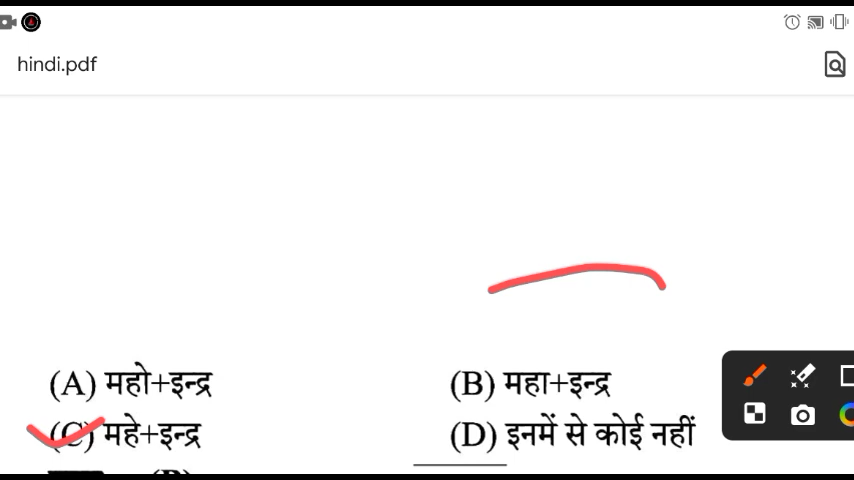 hindi.pdf
(A) महो+इन्द्र (B) महा+इन्द्र
(C) महे+इन्द्र (D) इनमें से कोई नहीं